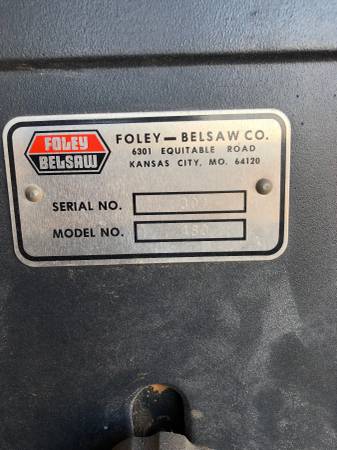 FOLEY
BELSAW
FOLEY—BELSAW CO.
6301 EQUITABLE ROAD
KANSAS CITY, MO. 64120
SERIAL NO.
MODEL NO.